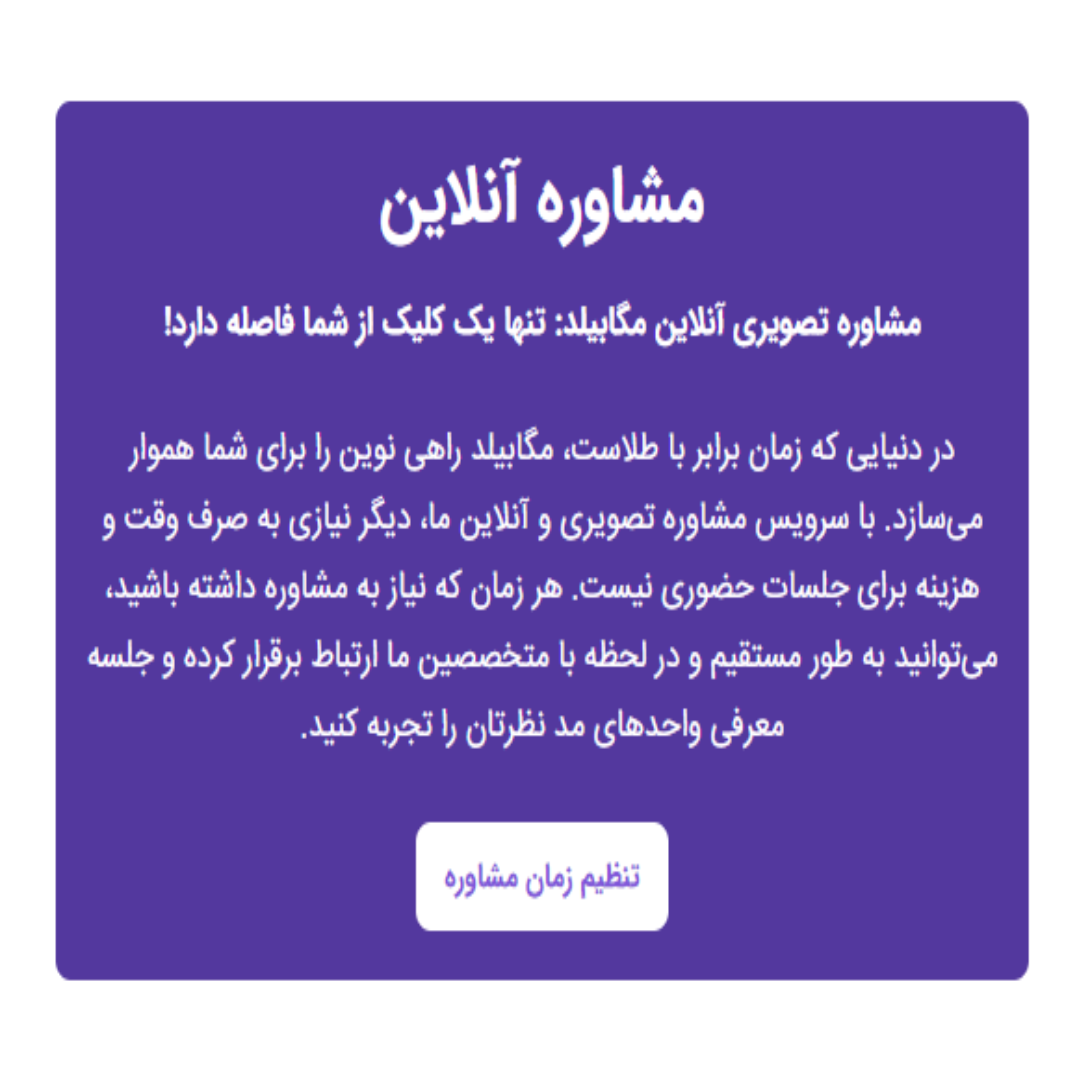 مشاوره آنلاین
مشاوره تصویری آنلاین مگابیلد: تنها یک کلیک از شما فاصله دارد!
در دنیایی که زمان برابر با طلاست، مگابیلد راهی نوین را برای شما هموار
می‌سازد. با سرویس مشاوره تصویری و آنلاین ما، دیگر نیازی به صرف وقت و
هزینه برای جلسات حضوری نیست. هر زمان که نیاز به مشاوره داشته باشید،
می‌توانید به طور مستقیم و در لحظه با متخصصین ما ارتباط برقرار کرده و جلسه
معرفی واحدهای مد نظرتان را تجربه کنید.
تنظیم زمان مشاوره